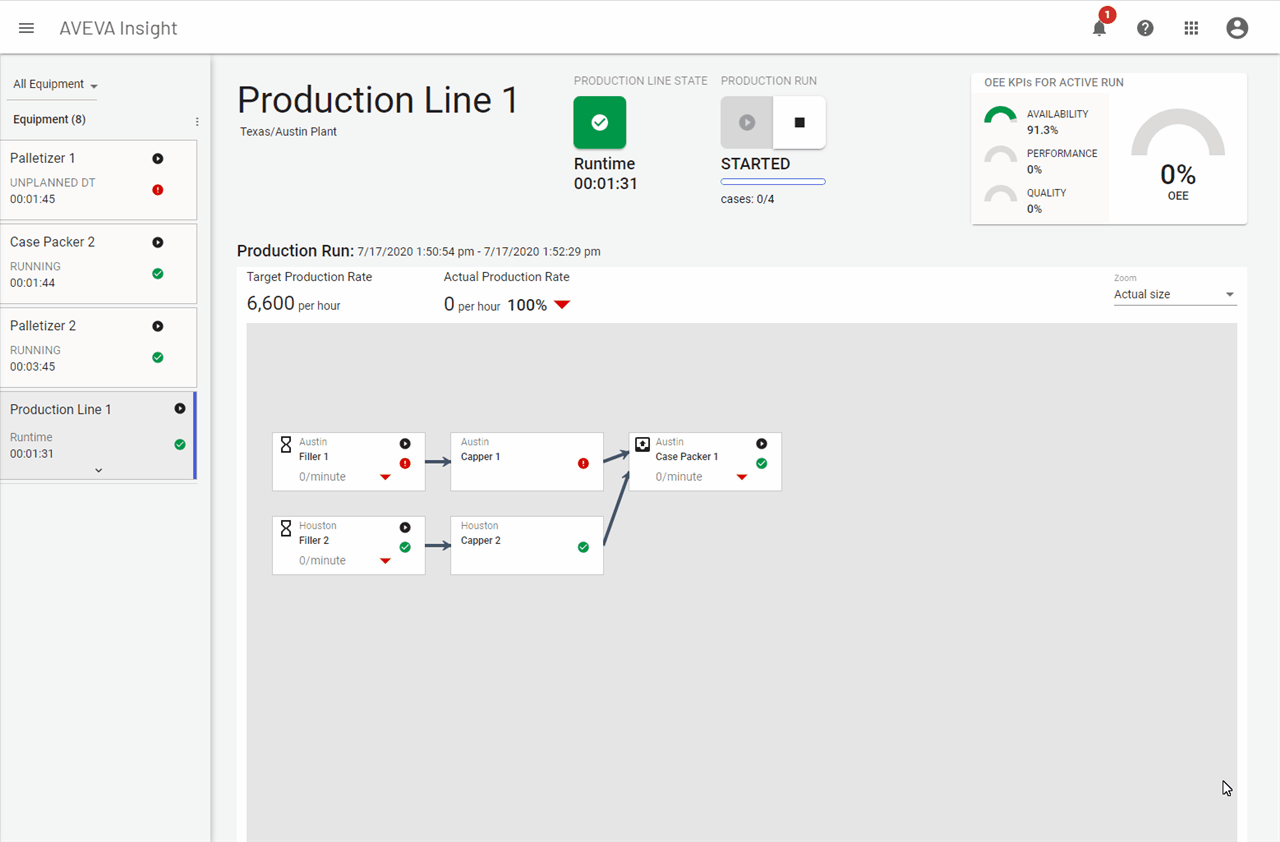 AVEVA Insight
1
All Equipment
Equipment (8)
Palletizer 1
UNPLANNED DT
00:01:45
Case Packer 2
RUNNING
00:01:44
Palletizer 2
RUNNING
00:03:45
Production Line 1
Runtime
00:01:31
Production Line 1
Texas/Austin Plant
PRODUCTION LINE STATE
Runtime
00:01:31
PRODUCTION RUN
STARTED
cases: 0/4
OEE KPIs FOR ACTIVE RUN
AVAILABILITY
91.3%
PERFORMANCE
0%
QUALITY
0%
0%
OEE
Production Run: 7/17/2020 1:50:54 pm - 7/17/2020 1:52:29 pm
Target Production Rate
6,600 per hour
Actual Production Rate
0 per hour 100%
Zoom
Actual size
Austin
Filler 1
0/minute
Austin
Capper 1
Austin
Case Packer 1
0/minute
Houston
Filler 2
0/minute
Houston
Capper 2